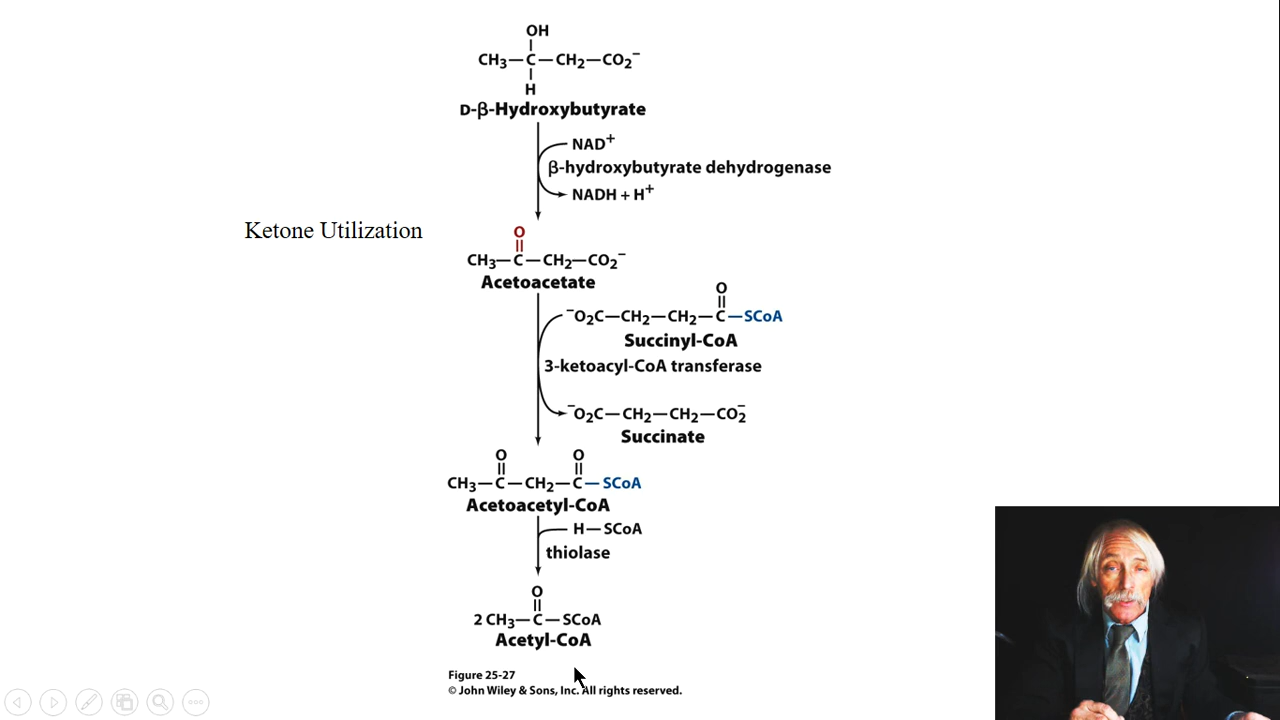 OH
CH₃—C—CH₂—CO₂⁻
H
D-β-Hydroxybutyrate
NAD⁺
β-hydroxybutyrate dehydrogenase
NADH + H⁺
Ketone Utilization
O
CH₃—C—CH₂—CO₂⁻
Acetoacetate
O
⁻O₂C—CH₂—CH₂—C—SCoA
Succinyl-CoA
3-ketoacyl-CoA transferase
⁻O₂C—CH₂—CH₂—CO₂⁻
Succinate
O O
CH₃—C—CH₂—C—SCoA
Acetoacetyl-CoA
H—SCoA
thiolase
O
2 CH₃—C—SCoA
Acetyl-CoA
Figure 25-27
© John Wiley & Sons, Inc. All rights reserved.